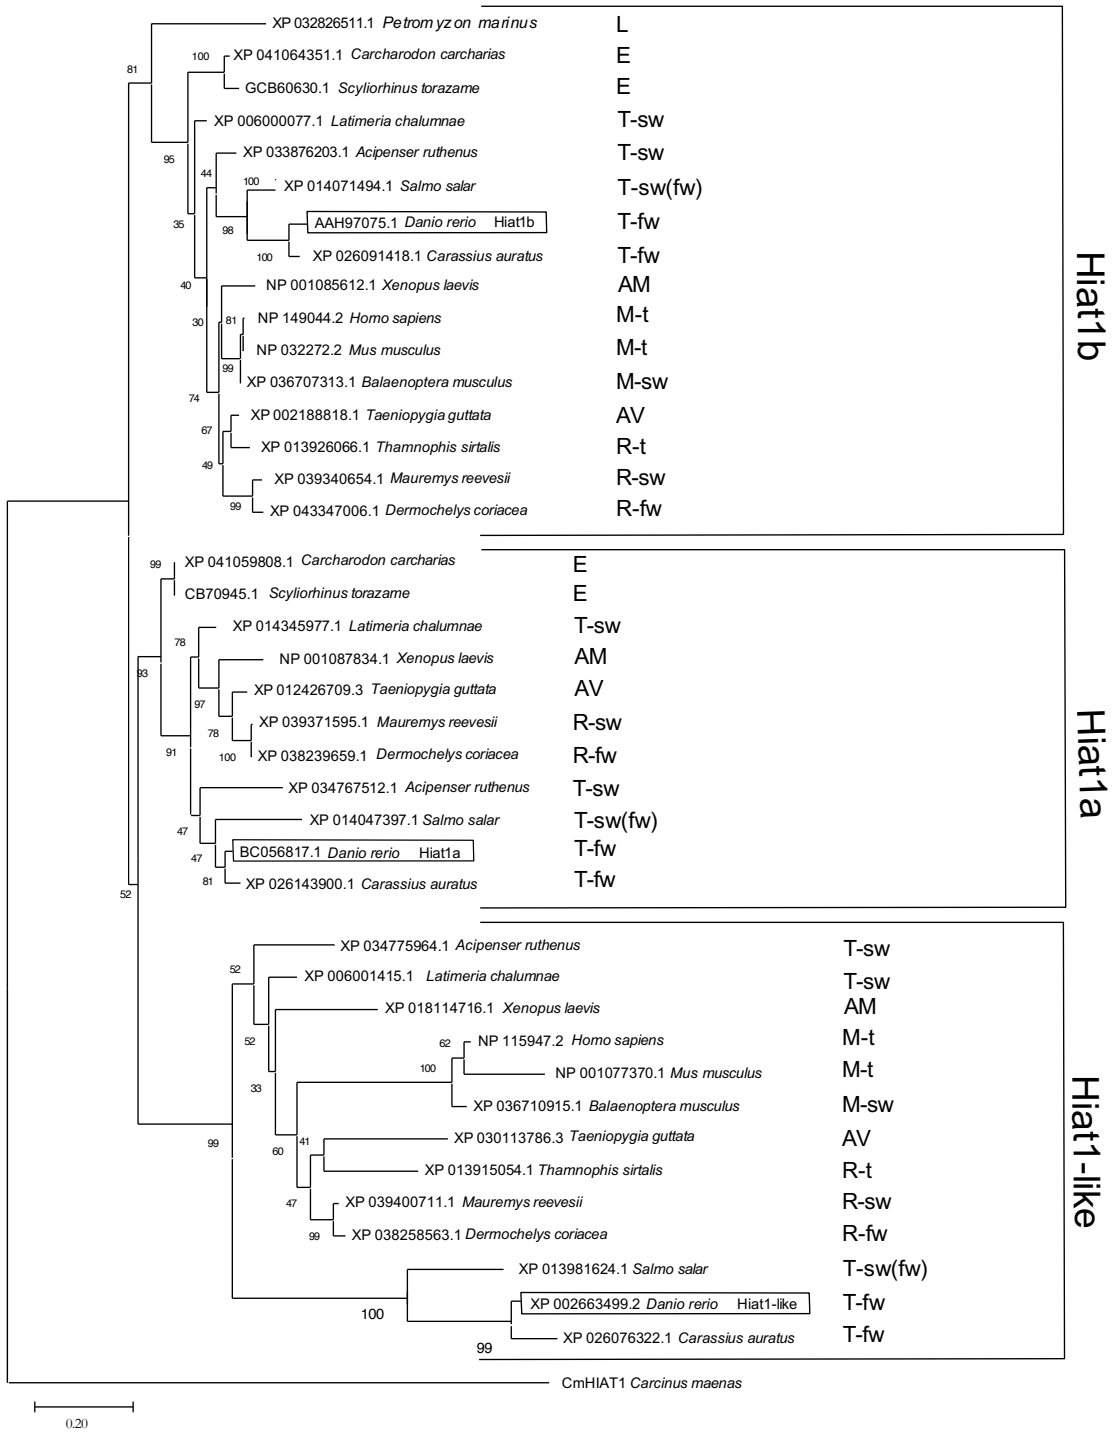 XP 032826511.1 Petromyzon marinus L
81
100 XP 041064351.1 Carcharodon carcharias E
GCB60630.1 Scyliorhinus torazame E
XP 006000077.1 Latimeria chalumnae T-sw
95
XP 033876203.1 Acipenser ruthenus T-sw
44
100 XP 014071494.1 Salmo salar T-sw(fw)
35
98
AAH97075.1 Danio rerio Hiat1b T-fw
100 XP 026091418.1 Carassius auratus T-fw
40
NP 001085612.1 Xenopus laevis AM
30
81 NP 149044.2 Homo sapiens M-t
NP 032272.2 Mus musculus M-t
99
XP 036707313.1 Balaenoptera musculus M-sw
74
XP 002188818.1 Taeniopygia guttata AV
67
XP 013926066.1 Thamnophis sirtalis R-t
49
XP 039340654.1 Mauremys reevesii R-sw
99
XP 043347006.1 Dermochelys coriacea R-fw
Hiat1b
99 XP 041059808.1 Carcharodon carcharias E
CB70945.1 Scyliorhinus torazame E
XP 014345977.1 Latimeria chalumnae T-sw
78
NP 001087834.1 Xenopus laevis AM
93
XP 012426709.3 Taeniopygia guttata AV
97
XP 039371595.1 Mauremys reevesii R-sw
78
100 XP 038239659.1 Dermochelys coriacea R-fw
91
XP 034767512.1 Acipenser ruthenus T-sw
XP 014047397.1 Salmo salar T-sw(fw)
47
BC056817.1 Danio rerio Hiat1a T-fw
47
81 XP 026143900.1 Carassius auratus T-fw
52
Hiat1a
XP 034775964.1 Acipenser ruthenus T-sw
52
XP 006001415.1 Latimeria chalumnae T-sw
XP 018114716.1 Xenopus laevis AM
52
62 NP 115947.2 Homo sapiens M-t
100
NP 001077370.1 Mus musculus M-t
33
XP 036710915.1 Balaenoptera musculus M-sw
99
XP 030113786.3 Taeniopygia guttata AV
41
60
XP 013915054.1 Thamnophis sirtalis R-t
XP 039400711.1 Mauremys reevesii R-sw
47
99 XP 038258563.1 Dermochelys coriacea R-fw
XP 013981624.1 Salmo salar T-sw(fw)
100
XP 002663499.2 Danio rerio Hiat1-like T-fw
XP 026076322.1 Carassius auratus T-fw
99
Hiat1-like
CmHIAT1 Carcinus maenas
0.20